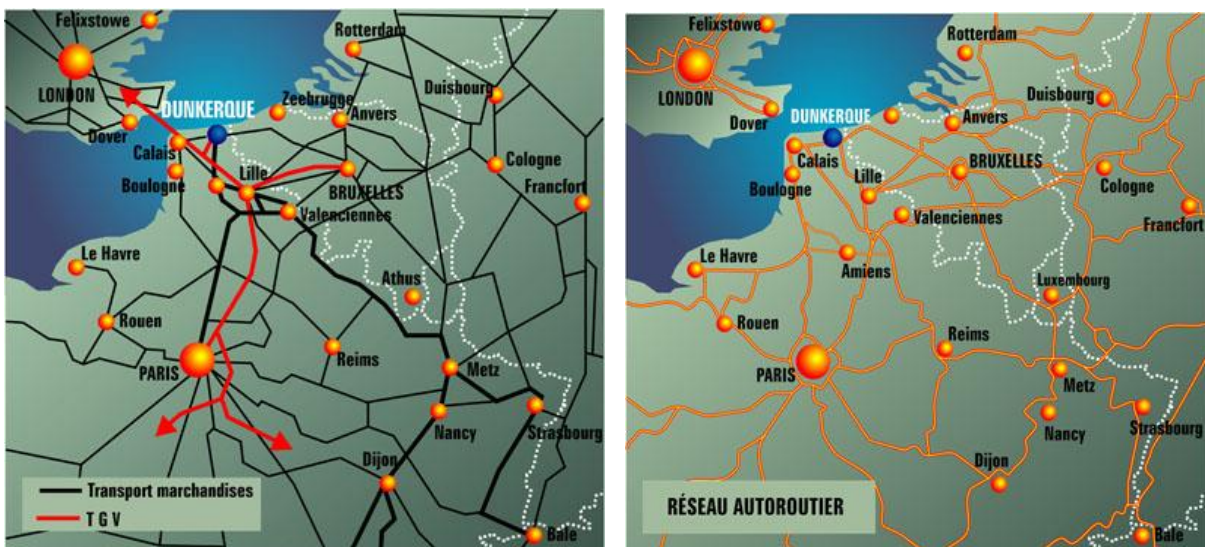 Felixstowe
LONDON
Rotterdam
Duisbourg
DUNKERQUE
Zeebrugge
Anvers
Dover
Calais
Lille
Cologne
Boulogne
BRUXELLES
Francfort
Valenciennes
Le Havre
Athus
Rouen
Reims
PARIS
Metz
Nancy
Strasbourg
Dijon
Bale
Transport marchandises
T G V
Felixstowe
LONDON
Rotterdam
Duisbourg
Dover
DUNKERQUE
Anvers
Calais
BRUXELLES
Boulogne
Lille
Cologne
Valenciennes
Francfort
Le Havre
Amiens
Luxembourg
Rouen
Reims
PARIS
Metz
Nancy
Strasbourg
Dijon
RÉSEAU AUTOROUTIER
Bale